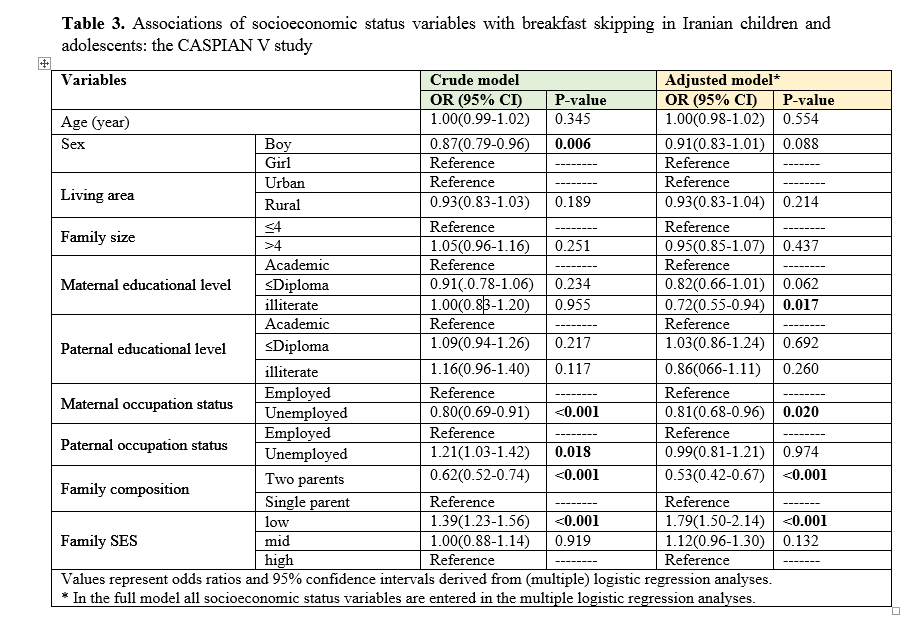 Table 3. Associations of socioeconomic status variables with breakfast skipping in Iranian children and
adolescents: the CASPIAN V study
Variables Crude model Adjusted model*
OR (95% CI) P-value OR (95% CI) P-value
Age (year) 1.00(0.99-1.02) 0.345 1.00(0.98-1.02) 0.554
Sex Boy 0.87(0.79-0.96) 0.006 0.91(0.83-1.01) 0.088
Girl Reference -------- Reference -------
Living area Urban Reference -------- Reference --------
Rural 0.93(0.83-1.03) 0.189 0.93(0.83-1.04) 0.214
Family size ≤4 Reference -------- Reference --------
>4 1.05(0.96-1.16) 0.251 0.95(0.85-1.07) 0.437
Maternal educational level Academic Reference -------- Reference --------
≤Diploma 0.91(.0.78-1.06) 0.234 0.82(0.66-1.01) 0.062
illiterate 1.00(0.83-1.20) 0.955 0.72(0.55-0.94) 0.017
Paternal educational level Academic Reference -------- Reference --------
≤Diploma 1.09(0.94-1.26) 0.217 1.03(0.86-1.24) 0.692
illiterate 1.16(0.96-1.40) 0.117 0.86(066-1.11) 0.260
Maternal occupation status Employed Reference -------- Reference --------
Unemployed 0.80(0.69-0.91) <0.001 0.81(0.68-0.96) 0.020
Paternal occupation status Employed Reference -------- Reference --------
Unemployed 1.21(1.03-1.42) 0.018 0.99(0.81-1.21) 0.974
Family composition Two parents 0.62(0.52-0.74) <0.001 0.53(0.42-0.67) <0.001
Single parent Reference -------- Reference -------
Family SES low 1.39(1.23-1.56) <0.001 1.79(1.50-2.14) <0.001
mid 1.00(0.88-1.14) 0.919 1.12(0.96-1.30) 0.132
high Reference -------- Reference -------
Values represent odds ratios and 95% confidence intervals derived from (multiple) logistic regression analyses.
* In the full model all socioeconomic status variables are entered in the multiple logistic regression analyses.